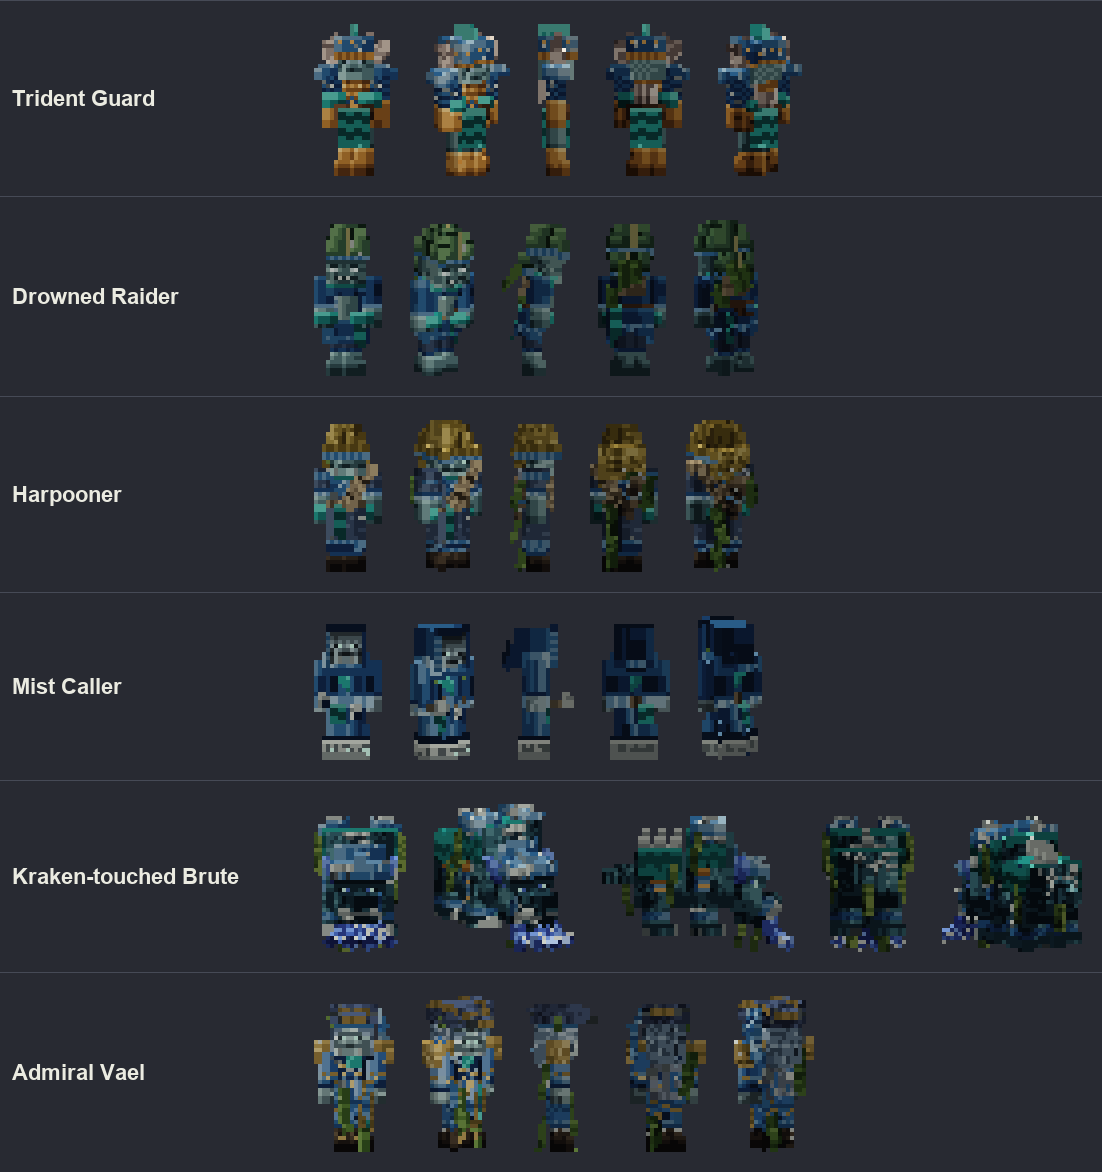 Trident Guard
Drowned Raider
Harpooner
Mist Caller
Kraken-touched Brute
Admiral Vael